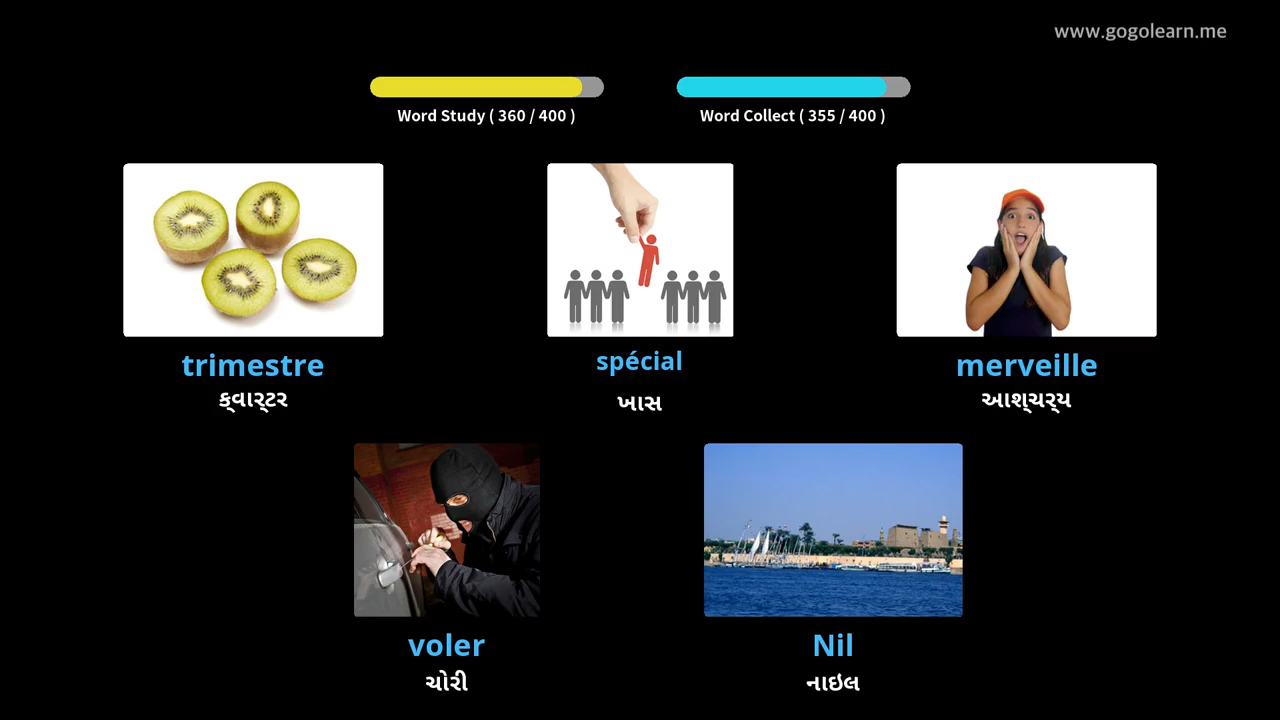 www.gogolearn.me
Word Study ( 360 / 400 )
Word Collect ( 355 / 400 )
trimestre
ક્વાર્ટર
spécial
ખાસ
merveille
આશ્ચર્ય
voler
ચોરી
Nil
નાઇલ